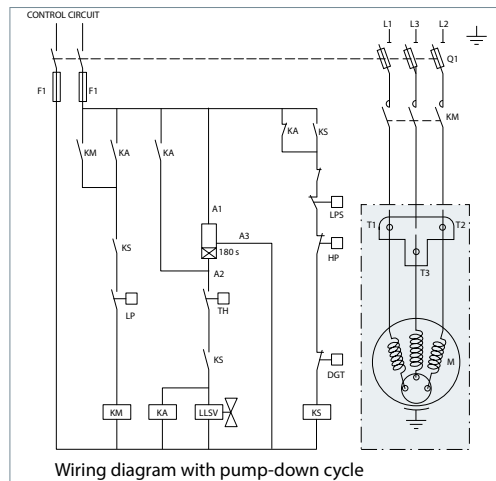 CONTROL CIRCUIT
L1 L3 L2
Q1
F1 F1
KA KS
KM KA KA KM
LPS
A1
T1 T2
KS A3
180 s HP
T3
A2
LP TH
KS M
DGT
KM KA LLSV KS
Wiring diagram with pump-down cycle